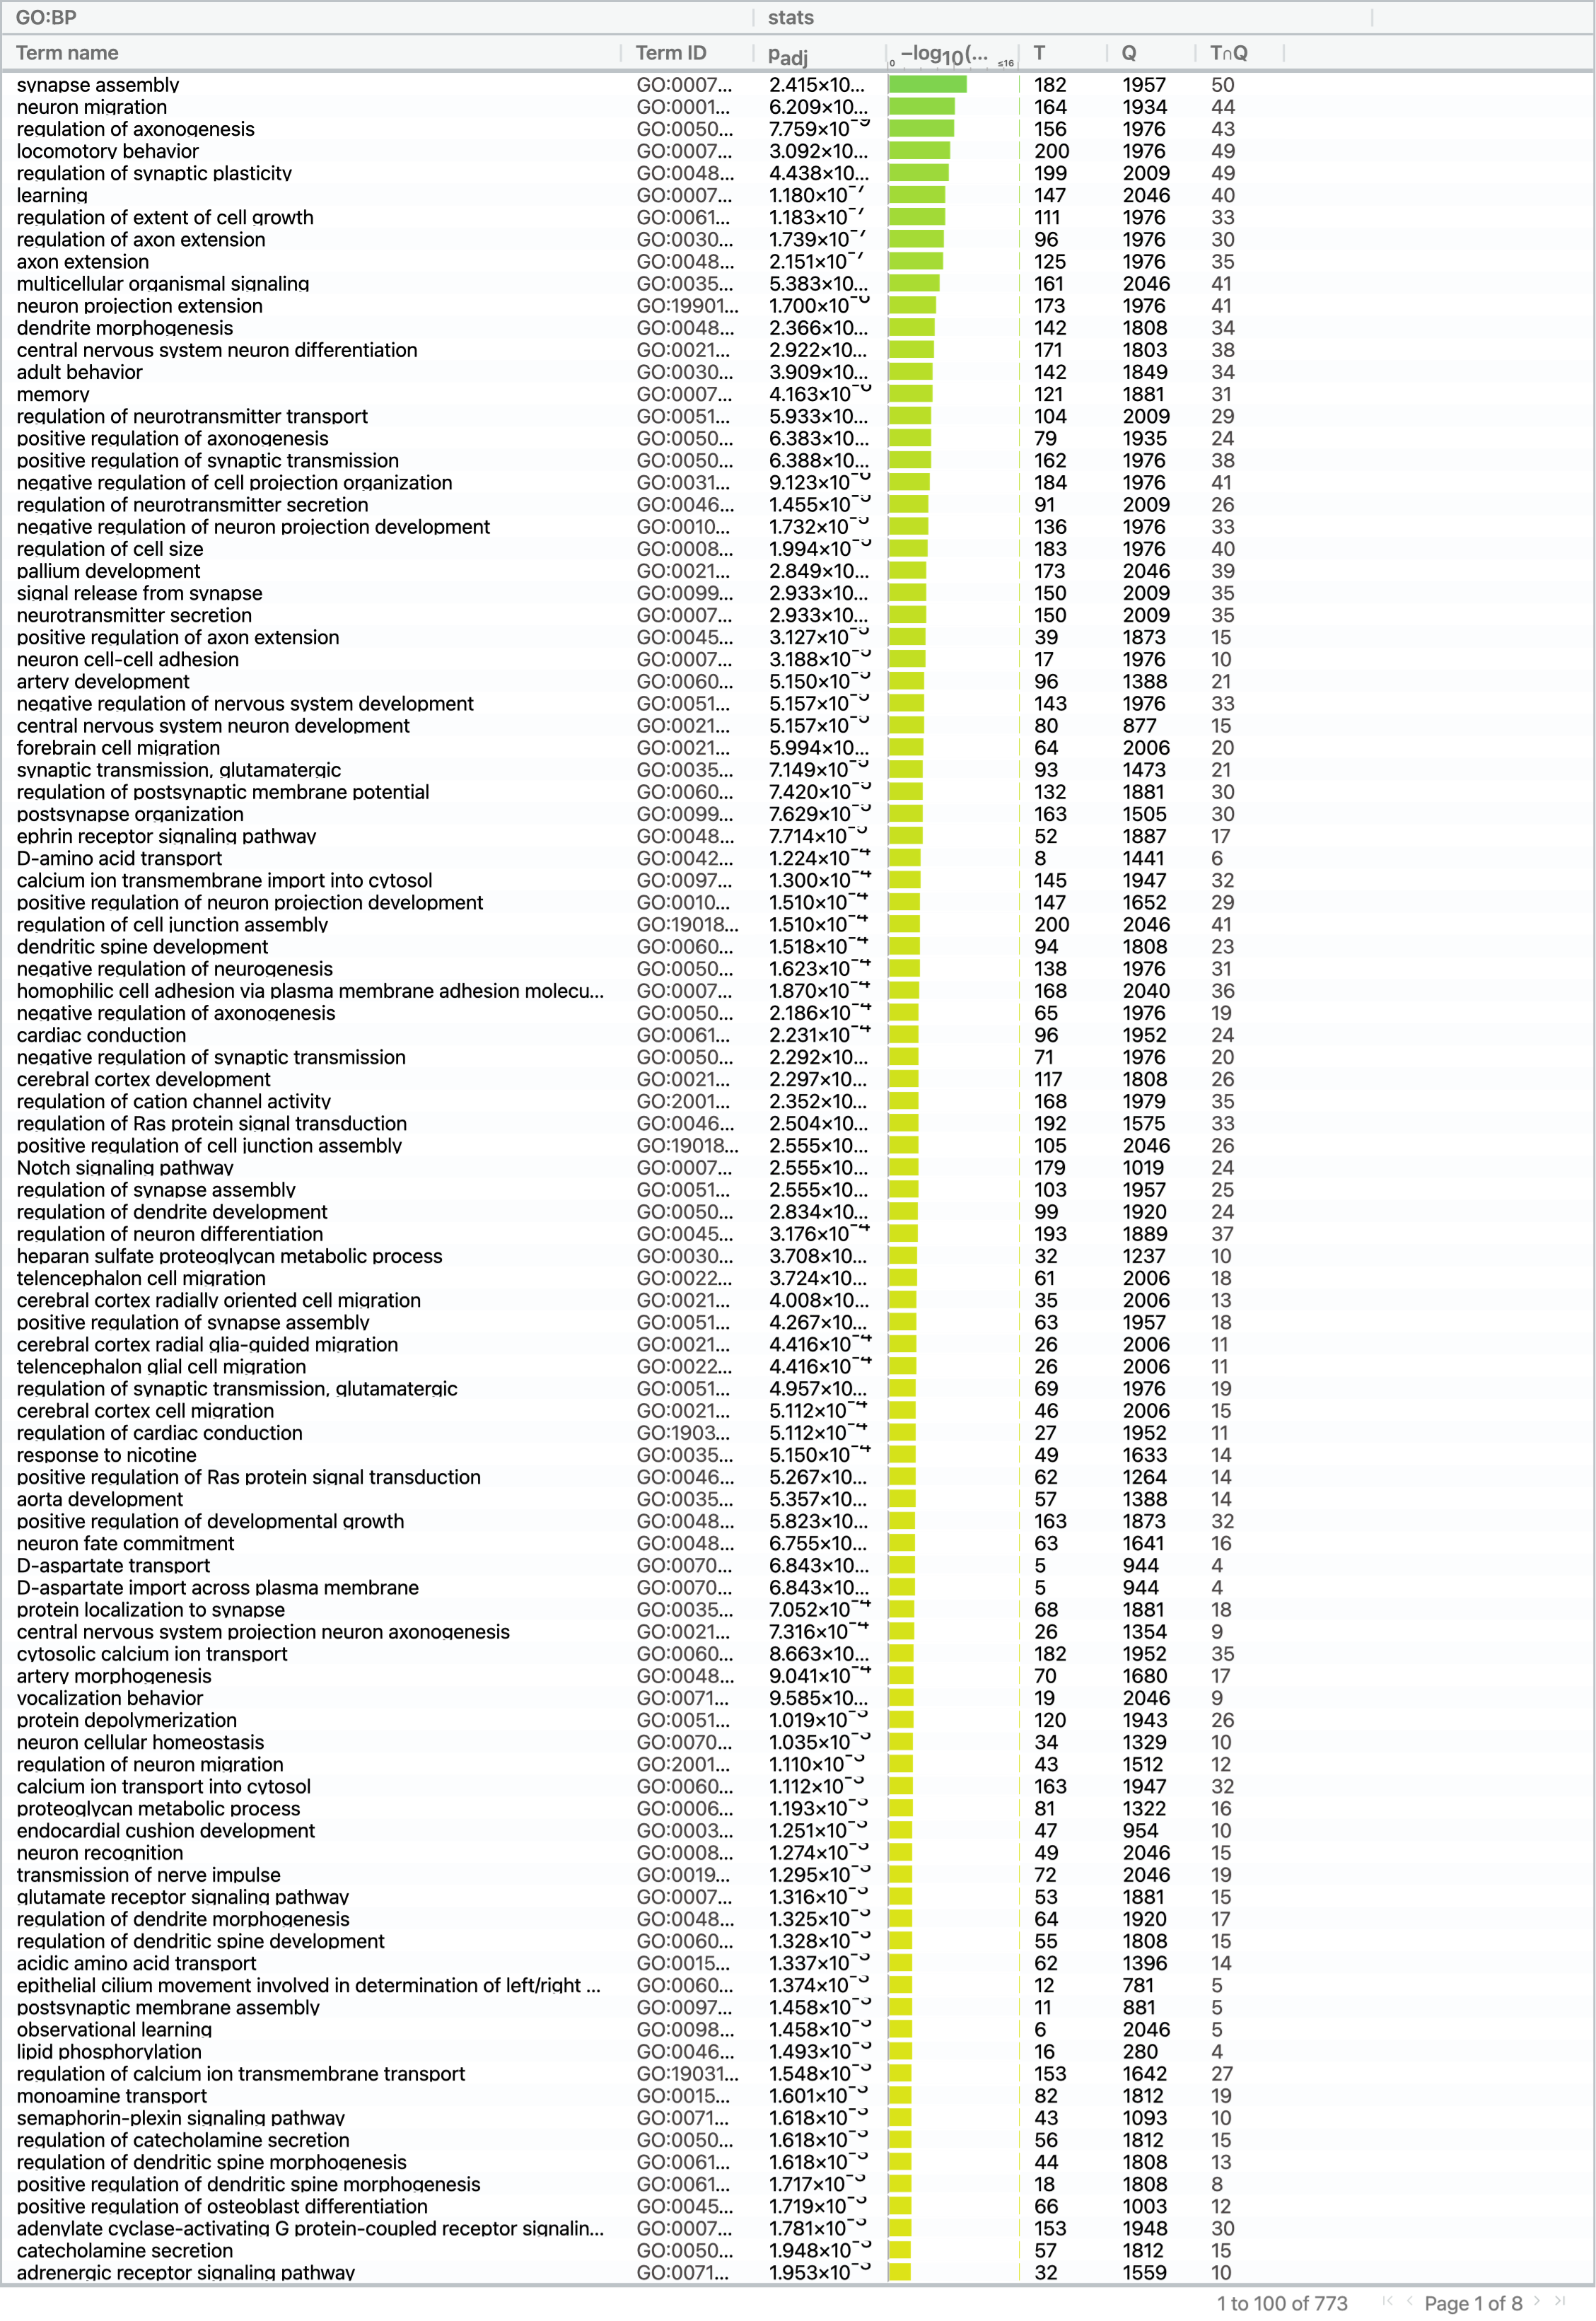 GO:BP stats
Term name Term ID padj −log10(... 0 ≤16 T Q T∩Q
synapse assembly GO:0007... 2.415×10... 182 1957 50
neuron migration GO:0001... 6.209×10... 164 1934 44
regulation of axonogenesis GO:0050... 7.759×10⁻⁹ 156 1976 43
locomotory behavior GO:0007... 3.092×10... 200 1976 49
regulation of synaptic plasticity GO:0048... 4.438×10... 199 2009 49
learning GO:0007... 1.180×10⁻⁷ 147 2046 40
regulation of extent of cell growth GO:0061... 1.183×10⁻⁷ 111 1976 33
regulation of axon extension GO:0030... 1.739×10⁻⁷ 96 1976 30
axon extension GO:0048... 2.151×10⁻⁷ 125 1976 35
multicellular organismal signaling GO:0035... 5.383×10... 161 2046 41
neuron projection extension GO:19901... 1.700×10⁻⁶ 173 1976 41
dendrite morphogenesis GO:0048... 2.366×10... 142 1808 34
central nervous system neuron differentiation GO:0021... 2.922×10... 171 1803 38
adult behavior GO:0030... 3.909×10... 142 1849 34
memory GO:0007... 4.163×10⁻⁶ 121 1881 31
regulation of neurotransmitter transport GO:0051... 5.933×10... 104 2009 29
positive regulation of axonogenesis GO:0050... 6.383×10... 79 1935 24
positive regulation of synaptic transmission GO:0050... 6.388×10... 162 1976 38
negative regulation of cell projection organization GO:0031... 9.123×10⁻⁶ 184 1976 41
regulation of neurotransmitter secretion GO:0046... 1.455×10⁻⁵ 91 2009 26
negative regulation of neuron projection development GO:0010... 1.732×10⁻⁵ 136 1976 33
regulation of cell size GO:0008... 1.994×10⁻⁵ 183 1976 40
pallium development GO:0021... 2.849×10... 173 2046 39
signal release from synapse GO:0099... 2.933×10... 150 2009 35
neurotransmitter secretion GO:0007... 2.933×10... 150 2009 35
positive regulation of axon extension GO:0045... 3.127×10⁻⁵ 39 1873 15
neuron cell-cell adhesion GO:0007... 3.188×10⁻⁵ 17 1976 10
artery development GO:0060... 5.150×10⁻⁵ 96 1388 21
negative regulation of nervous system development GO:0051... 5.157×10⁻⁵ 143 1976 33
central nervous system neuron development GO:0021... 5.157×10⁻⁵ 80 877 15
forebrain cell migration GO:0021... 5.994×10... 64 2006 20
synaptic transmission, glutamatergic GO:0035... 7.149×10⁻⁵ 93 1473 21
regulation of postsynaptic membrane potential GO:0060... 7.420×10⁻⁵ 132 1881 30
postsynapse organization GO:0099... 7.629×10⁻⁵ 163 1505 30
ephrin receptor signaling pathway GO:0048... 7.714×10⁻⁵ 52 1887 17
D-amino acid transport GO:0042... 1.224×10⁻⁴ 8 1441 6
calcium ion transmembrane import into cytosol GO:0097... 1.300×10⁻⁴ 145 1947 32
positive regulation of neuron projection development GO:0010... 1.510×10⁻⁴ 147 1652 29
regulation of cell junction assembly GO:19018... 1.510×10⁻⁴ 200 2046 41
dendritic spine development GO:0060... 1.518×10⁻⁴ 94 1808 23
negative regulation of neurogenesis GO:0050... 1.623×10⁻⁴ 138 1976 31
homophilic cell adhesion via plasma membrane adhesion molecu... GO:0007... 1.870×10⁻⁴ 168 2040 36
negative regulation of axonogenesis GO:0050... 2.186×10⁻⁴ 65 1976 19
cardiac conduction GO:0061... 2.231×10⁻⁴ 96 1952 24
negative regulation of synaptic transmission GO:0050... 2.292×10... 71 1976 20
cerebral cortex development GO:0021... 2.297×10... 117 1808 26
regulation of cation channel activity GO:2001... 2.352×10... 168 1979 35
regulation of Ras protein signal transduction GO:0046... 2.504×10... 192 1575 33
positive regulation of cell junction assembly GO:19018... 2.555×10... 105 2046 26
Notch signaling pathway GO:0007... 2.555×10... 179 1019 24
regulation of synapse assembly GO:0051... 2.555×10... 103 1957 25
regulation of dendrite development GO:0050... 2.834×10... 99 1920 24
regulation of neuron differentiation GO:0045... 3.176×10⁻⁴ 193 1889 37
heparan sulfate proteoglycan metabolic process GO:0030... 3.708×10... 32 1237 10
telencephalon cell migration GO:0022... 3.724×10... 61 2006 18
cerebral cortex radially oriented cell migration GO:0021... 4.008×10... 35 2006 13
positive regulation of synapse assembly GO:0051... 4.267×10... 63 1957 18
cerebral cortex radial glia-guided migration GO:0021... 4.416×10⁻⁴ 26 2006 11
telencephalon glial cell migration GO:0022... 4.416×10⁻⁴ 26 2006 11
regulation of synaptic transmission, glutamatergic GO:0051... 4.957×10... 69 1976 19
cerebral cortex cell migration GO:0021... 5.112×10⁻⁴ 46 2006 15
regulation of cardiac conduction GO:1903... 5.112×10⁻⁴ 27 1952 11
response to nicotine GO:0035... 5.150×10⁻⁴ 49 1633 14
positive regulation of Ras protein signal transduction GO:0046... 5.267×10... 62 1264 14
aorta development GO:0035... 5.357×10... 57 1388 14
positive regulation of developmental growth GO:0048... 5.823×10... 163 1873 32
neuron fate commitment GO:0048... 6.755×10... 63 1641 16
D-aspartate transport GO:0070... 6.843×10... 5 944 4
D-aspartate import across plasma membrane GO:0070... 6.843×10... 5 944 4
protein localization to synapse GO:0035... 7.052×10⁻⁴ 68 1881 18
central nervous system projection neuron axonogenesis GO:0021... 7.316×10⁻⁴ 26 1354 9
cytosolic calcium ion transport GO:0060... 8.663×10... 182 1952 35
artery morphogenesis GO:0048... 9.041×10⁻⁴ 70 1680 17
vocalization behavior GO:0071... 9.585×10... 19 2046 9
protein depolymerization GO:0051... 1.019×10⁻³ 120 1943 26
neuron cellular homeostasis GO:0070... 1.035×10⁻³ 34 1329 10
regulation of neuron migration GO:2001... 1.110×10⁻³ 43 1512 12
calcium ion transport into cytosol GO:0060... 1.112×10⁻³ 163 1947 32
proteoglycan metabolic process GO:0006... 1.193×10⁻³ 81 1322 16
endocardial cushion development GO:0003... 1.251×10⁻³ 47 954 10
neuron recognition GO:0008... 1.274×10⁻³ 49 2046 15
transmission of nerve impulse GO:0019... 1.295×10⁻³ 72 2046 19
glutamate receptor signaling pathway GO:0007... 1.316×10⁻³ 53 1881 15
regulation of dendrite morphogenesis GO:0048... 1.325×10⁻³ 64 1920 17
regulation of dendritic spine development GO:0060... 1.328×10⁻³ 55 1808 15
acidic amino acid transport GO:0015... 1.337×10⁻³ 62 1396 14
epithelial cilium movement involved in determination of left/right ... GO:0060... 1.374×10⁻³ 12 781 5
postsynaptic membrane assembly GO:0097... 1.458×10⁻³ 11 881 5
observational learning GO:0098... 1.458×10⁻³ 6 2046 5
lipid phosphorylation GO:0046... 1.493×10⁻³ 16 280 4
regulation of calcium ion transmembrane transport GO:19031... 1.548×10⁻³ 153 1642 27
monoamine transport GO:0015... 1.601×10⁻³ 82 1812 19
semaphorin-plexin signaling pathway GO:0071... 1.618×10⁻³ 43 1093 10
regulation of catecholamine secretion GO:0050... 1.618×10⁻³ 56 1812 15
regulation of dendritic spine morphogenesis GO:0061... 1.618×10⁻³ 44 1808 13
positive regulation of dendritic spine morphogenesis GO:0061... 1.717×10⁻³ 18 1808 8
positive regulation of osteoblast differentiation GO:0045... 1.719×10⁻³ 66 1003 12
adenylate cyclase-activating G protein-coupled receptor signalin... GO:0007... 1.781×10⁻³ 153 1948 30
catecholamine secretion GO:0050... 1.948×10⁻³ 57 1812 15
adrenergic receptor signaling pathway GO:0071... 1.953×10⁻³ 32 1559 10
1 to 100 of 773 Page 1 of 8